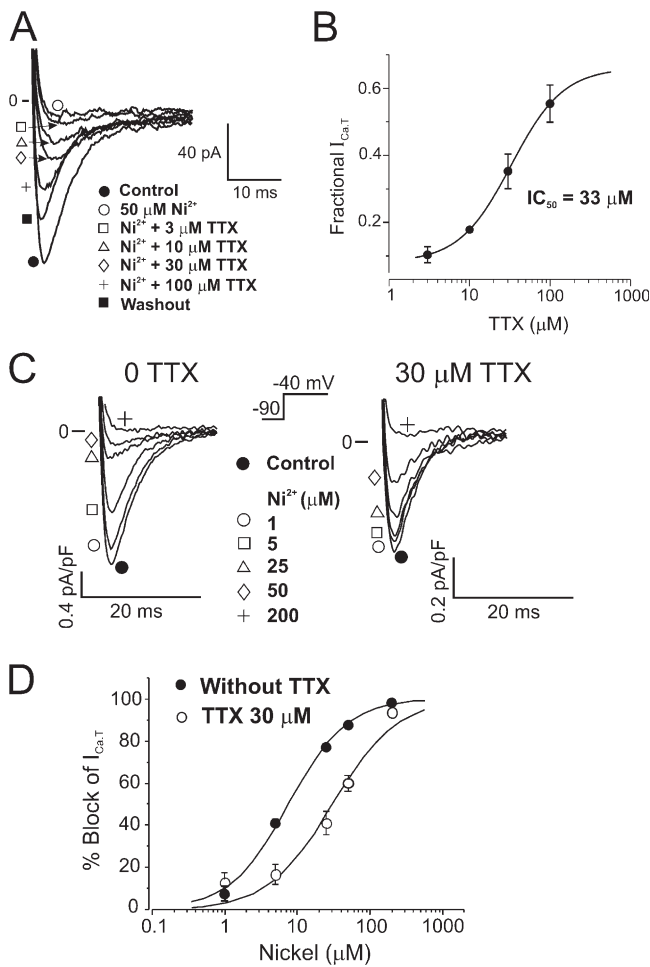 A
0
40 pA
10 ms
● Control
○ 50 μM Ni²⁺
□ Ni²⁺ + 3 μM TTX
△ Ni²⁺ + 10 μM TTX
◇ Ni²⁺ + 30 μM TTX
+ Ni²⁺ + 100 μM TTX
■ Washout
B
Fractional I_Ca.T
0.6
0.4
0.2
IC₅₀ = 33 μM
1 10 100 1000
TTX (μM)
C
0 TTX
-40 mV
-90
30 μM TTX
0
0
● Control
Ni²⁺ (μM)
○ 1
□ 5
△ 25
◇ 50
+ 200
0.4 pA/pF
20 ms
0.2 pA/pF
20 ms
D
● Without TTX
○ TTX 30 μM
% Block of I_Ca.T
100
80
60
40
20
0
0.1 1 10 100 1000
Nickel (μM)